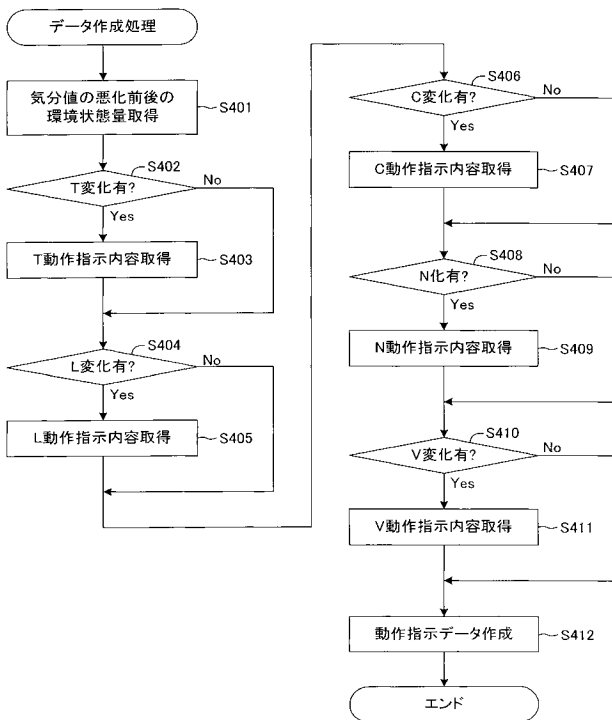 データ作成処理
気分値の悪化前後の
環境状態量取得
S401
S402
T変化有?
No
Yes
T動作指示内容取得
S403
S404
L変化有?
No
Yes
L動作指示内容取得
S405
S406
C変化有?
No
Yes
C動作指示内容取得
S407
S408
N化有?
No
Yes
N動作指示内容取得
S409
S410
V変化有?
No
Yes
V動作指示内容取得
S411
動作指示データ作成
S412
エンド